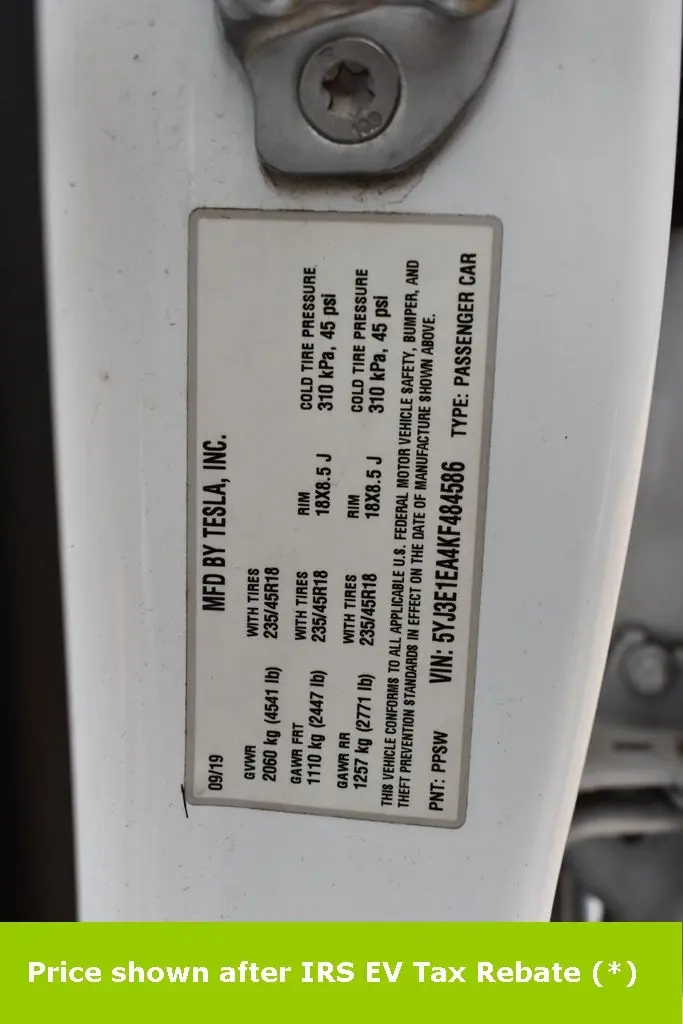 109
09/19
MFD BY TESLA, INC.
GVWR
WITH TIRES
2060 kg (4541 lb)
235/45R18
GAWR FRT
WITH TIRES
RIM
COLD TIRE PRESSURE
1110 kg (2447 lb)
235/45R18
18X8.5 J
310 kPa, 45 psi
GAWR RR
WITH TIRES
RIM
COLD TIRE PRESSURE
1257 kg (2771 lb)
235/45R18
18X8.5 J
310 kPa, 45 psi
THIS VEHICLE CONFORMS TO ALL APPLICABLE U.S. FEDERAL MOTOR VEHICLE SAFETY, BUMPER, AND
THEFT PREVENTION STANDARDS IN EFFECT ON THE DATE OF MANUFACTURE SHOWN ABOVE.
PNT: PPSW
VIN: 5YJ3E1EA4KF484586
TYPE: PASSENGER CAR
Price shown after IRS EV Tax Rebate (*)